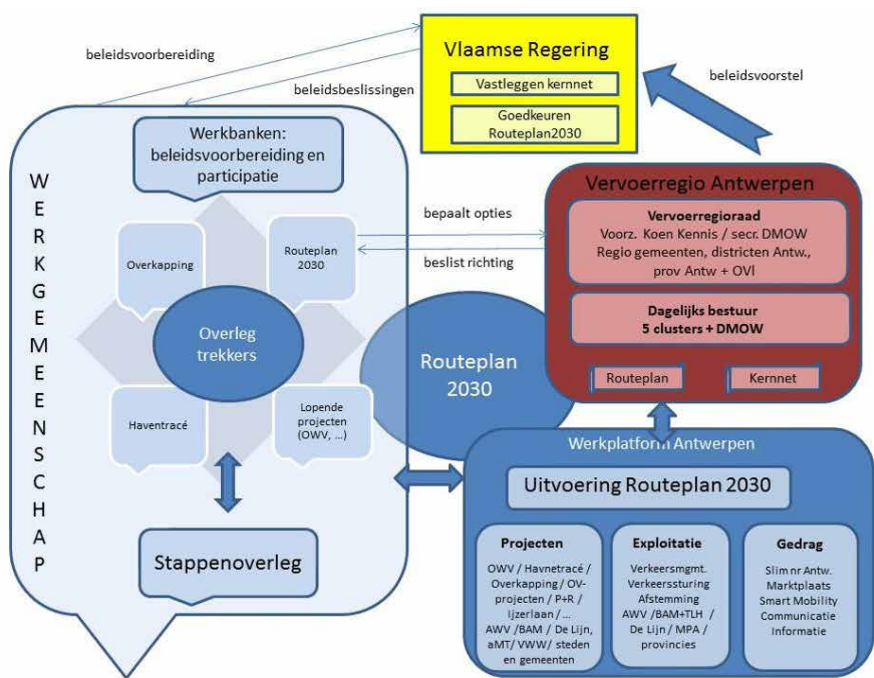 Vlaamse Regering
Vastleggen kernnet
Goedkeuren
Routeplan2030
beleidsvoorbereiding
beleidsbeslissingen
beleidsvoorstel
WERKGEMEENSCHAP
Werkbanken:
beleidsvoorbereiding en
participatie
Overkapping
Routeplan
2030
Overleg
trekkers
Haventracé
Lopende
projecten
(OWV, ...)
Stappenoverleg
bepaalt opties
beslist richting
Routeplan
2030
Vervoerregio Antwerpen
Vervoerregioraad
Voorz. Koen Kennis / secr. DMOW
Regio gemeenten, districten Antw.,
prov Antw + OVl
Dagelijks bestuur
5 clusters + DMOW
Routeplan
Kernnet
Werkplatform Antwerpen
Uitvoering Routeplan 2030
Projecten
OWV / Havnetracé /
Overkapping / OV-
projecten / P+R /
Ijzerlaan / ...
AWV /BAM / De Lijn,
aMT/ VWW/ steden
en gemeenten
Exploitatie
Verkeersmgmt.
Verkeerssturing
Afstemming
AWV /BAM+TLH /
De Lijn / MPA /
provincies
Gedrag
Slim nr Antw.
Marktplaats
Smart Mobility
Communicatie
Informatie